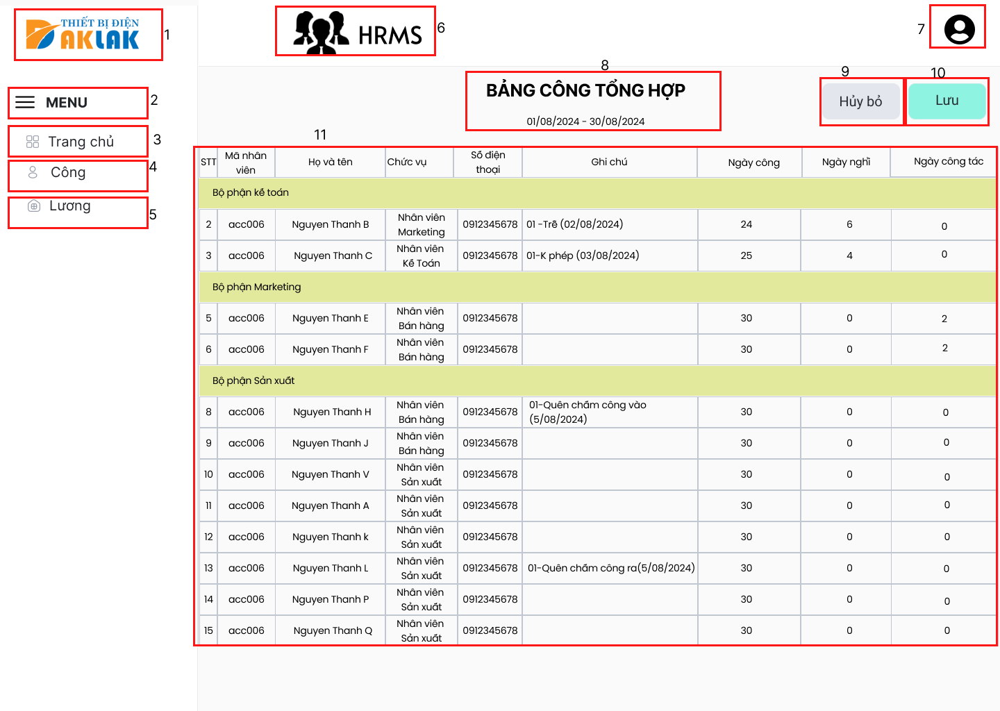 THIẾT BỊ ĐIỆN
DAKLAK
1
HRMS
6
7
MENU
2
Trang chủ
3
Công
4
Lương
5
8
BẢNG CÔNG TỔNG HỢP
01/08/2024 - 30/08/2024
9
Hủy bỏ
10
Lưu
11
STT Mã nhân viên Họ và tên Chức vụ Số điện thoại Ghi chú Ngày công Ngày nghỉ Ngày công tác
Bộ phận kế toán
2 acc006 Nguyen Thanh B Nhân viên Marketing 0912345678 01 -Trễ (02/08/2024) 24 6 0
3 acc006 Nguyen Thanh C Nhân viên Kế Toán 0912345678 01-K phép (03/08/2024) 25 4 0
Bộ phận Marketing
5 acc006 Nguyen Thanh E Nhân viên Bán hàng 0912345678 30 0 2
6 acc006 Nguyen Thanh F Nhân viên Bán hàng 0912345678 30 0 2
Bộ phận Sản xuất
8 acc006 Nguyen Thanh H Nhân viên Bán hàng 0912345678 01-Quên chấm công vào (5/08/2024) 30 0 0
9 acc006 Nguyen Thanh J Nhân viên Bán hàng 0912345678 30 0 0
10 acc006 Nguyen Thanh V Nhân viên Sản xuất 0912345678 30 0 0
11 acc006 Nguyen Thanh A Nhân viên Sản xuất 0912345678 30 0 0
12 acc006 Nguyen Thanh k Nhân viên Sản xuất 0912345678 30 0 0
13 acc006 Nguyen Thanh L Nhân viên Sản xuất 0912345678 01-Quên chấm công ra(5/08/2024) 30 0 0
14 acc006 Nguyen Thanh P Nhân viên Sản xuất 0912345678 30 0 0
15 acc006 Nguyen Thanh Q Nhân viên Sản xuất 0912345678 30 0 0